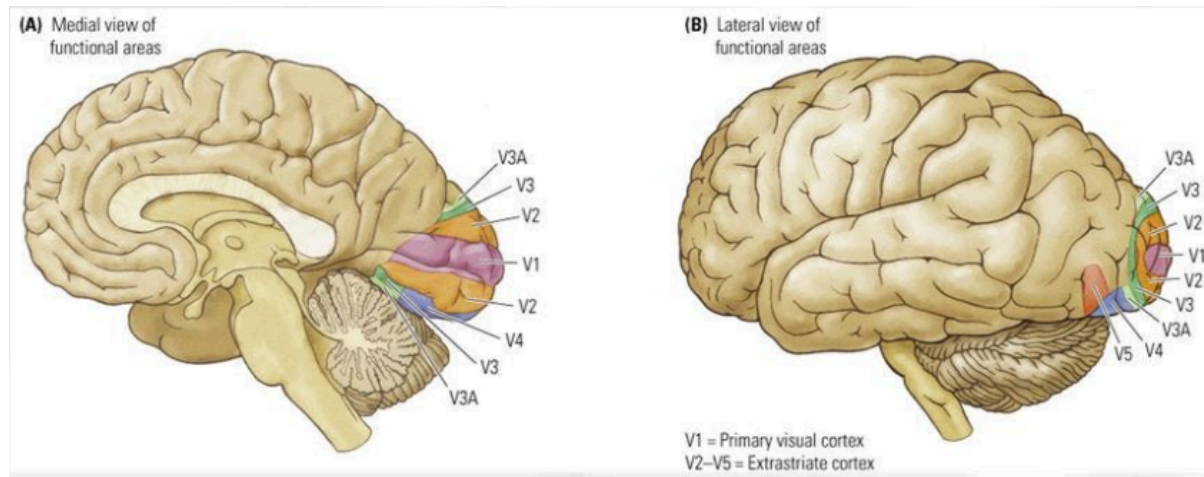 (A) Medial view of
functional areas
V3A
V3
V2
V1
V2
V4
V3
V3A
(B) Lateral view of
functional areas
V3A
V3
V2
V1
V2
V3
V3A
V4
V5
V1 = Primary visual cortex
V2–V5 = Extrastriate cortex